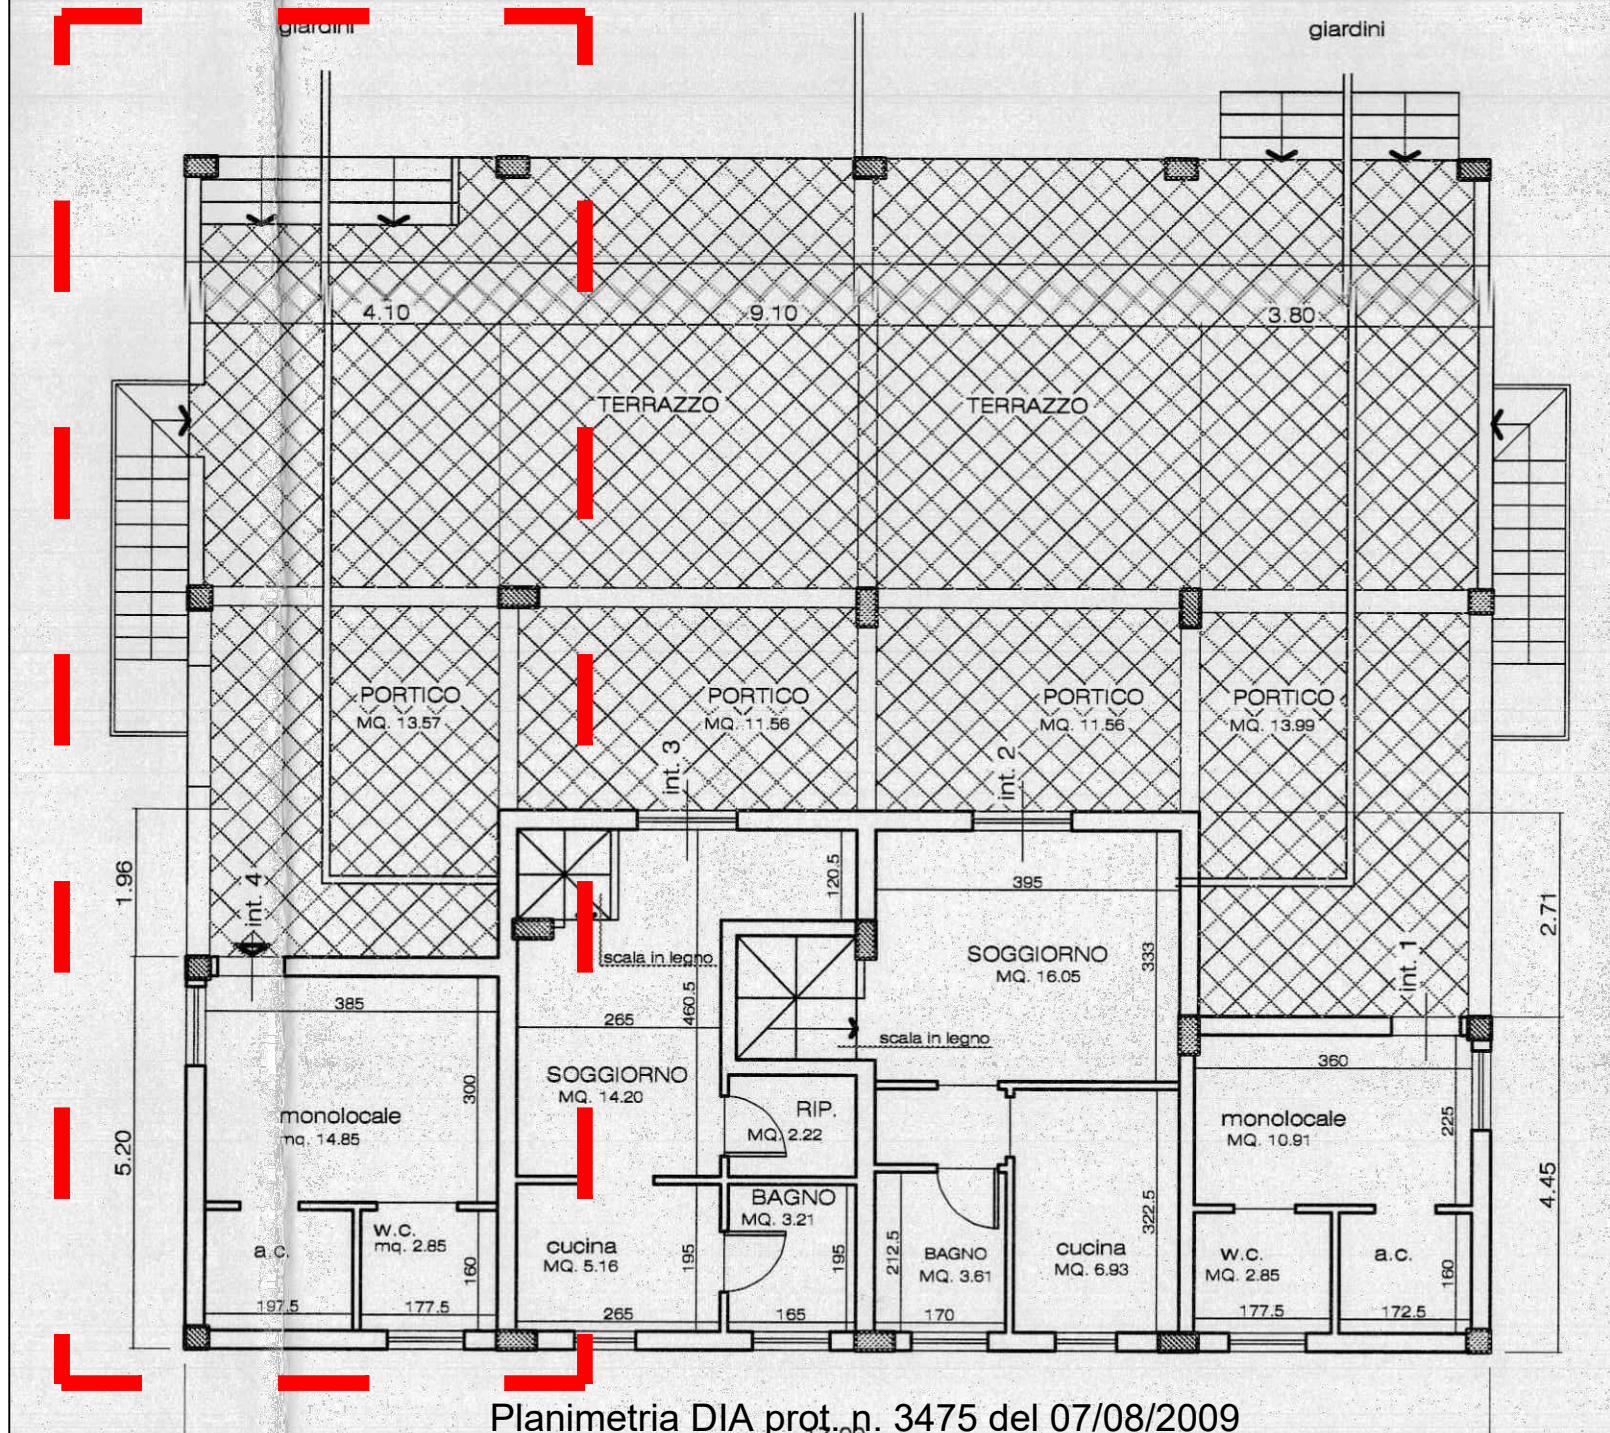 giardini
giardini
4.10
9.10
3.80
TERRAZZO
TERRAZZO
PORTICO
MQ. 13.57
PORTICO
MQ. 11.56
PORTICO
MQ. 11.56
PORTICO
MQ. 13.99
int. 3
int. 2
1.96
int. 4
120.5
395
2.71
SOGGIORNO
MQ. 16.05
333
int. 1
scala in legno
385
460.5
265
scala in legno
360
SOGGIORNO
MQ. 14.20
300
monolocale
mq. 14.85
RIP.
MQ. 2.22
monolocale
MQ. 10.91
225
5.20
4.45
BAGNO
MQ. 3.21
322.5
w.c.
mq. 2.85
a.c.
160
cucina
MQ. 5.16
195
195
212.5
BAGNO
MQ. 3.61
cucina
MQ. 6.93
w.c.
MQ. 2.85
a.c.
160
197.5
177.5
265
165
170
177.5
172.5
Planimetria DIA prot. n. 3475 del 07/08/2009